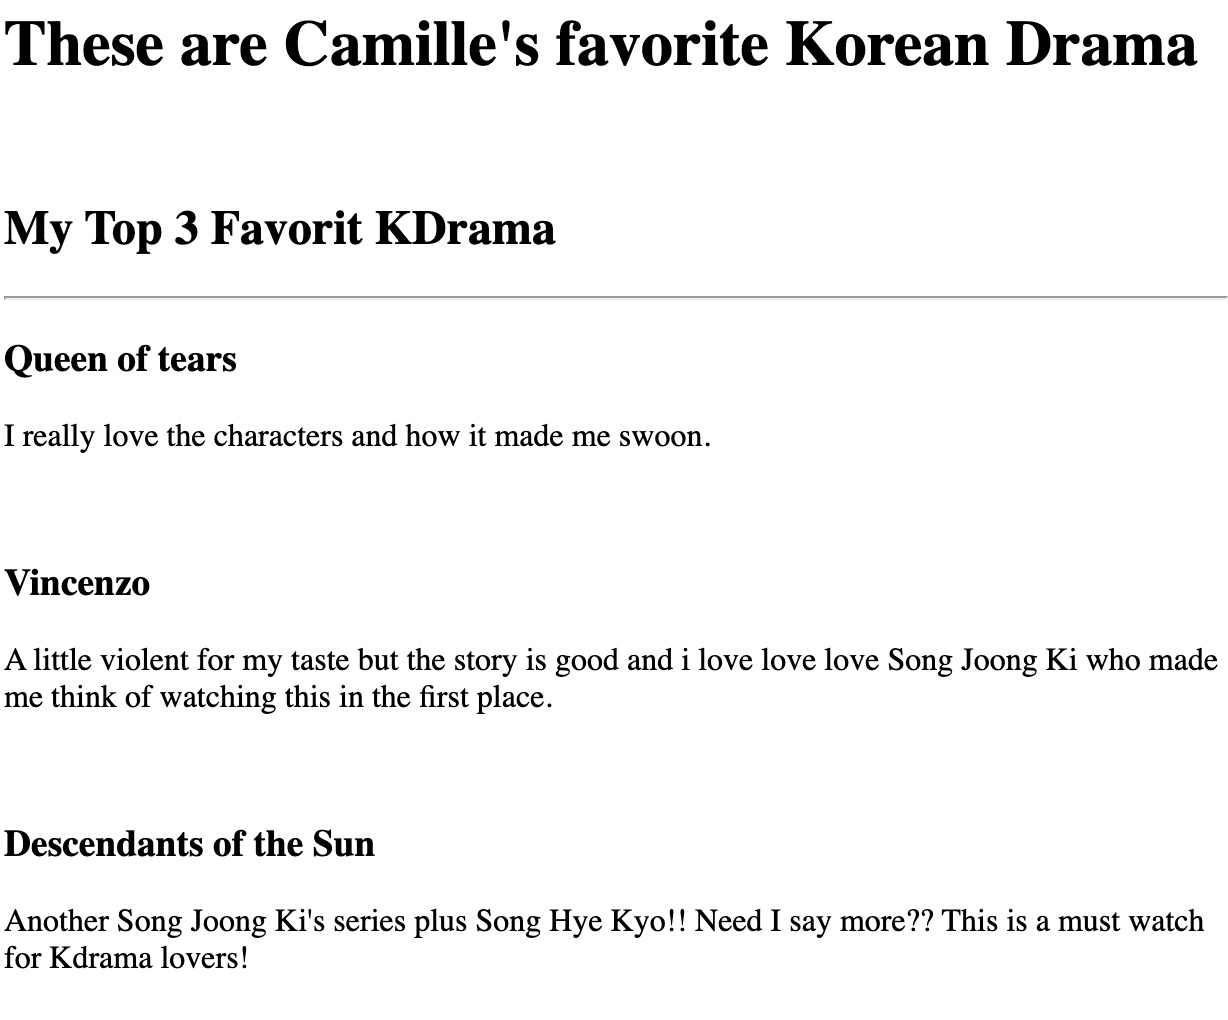 These are Camille's favorite Korean Drama
My Top 3 Favorit KDrama
Queen of tears
I really love the characters and how it made me swoon.
Vincenzo
A little violent for my taste but the story is good and i love love love Song Joong Ki who made
me think of watching this in the first place.
Descendants of the Sun
Another Song Joong Ki's series plus Song Hye Kyo!! Need I say more?? This is a must watch
for Kdrama lovers!